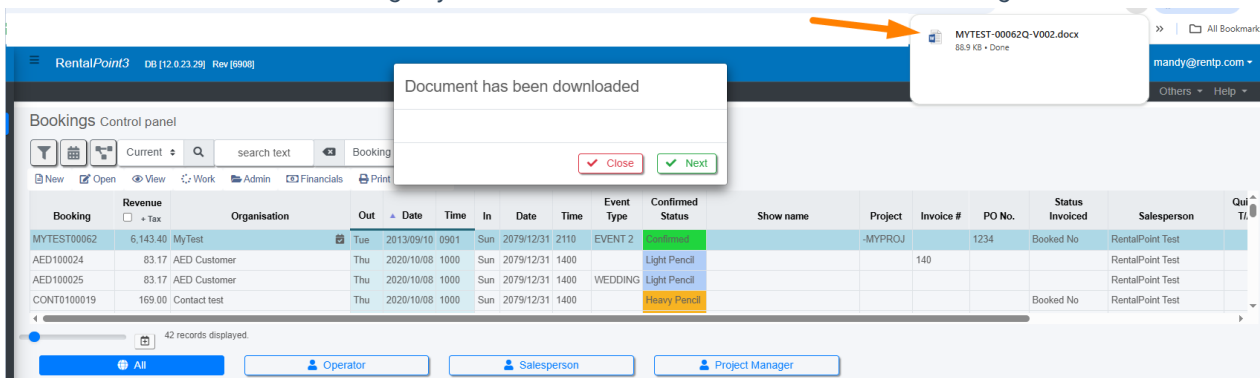 MYTEST-00062Q-V002.docx
88.9 KB • Done
» All Bookmark
RentalPoint3 DB [12.0.23.29] Rev [6908] mandy@rentp.com
Others Help
Document has been downloaded
Close Next
Bookings Control panel
Current search text Booking
New Open View Work Admin Financials Print
Booking Revenue + Tax Organisation Out Date Time In Date Time Event Type Confirmed Status Show name Project Invoice # PO No. Status Invoiced Salesperson
MYTEST00062 6,143.40 MyTest Tue 2013/09/10 0901 Sun 2079/12/31 2110 EVENT 2 Confirmed -MYPROJ 1234 Booked No RentalPoint Test
AED100024 83.17 AED Customer Thu 2020/10/08 1000 Sun 2079/12/31 1400 Light Pencil 140 RentalPoint Test
AED100025 83.17 AED Customer Thu 2020/10/08 1000 Sun 2079/12/31 1400 WEDDING Light Pencil RentalPoint Test
CONT0100019 169.00 Contact test Thu 2020/10/08 1000 Sun 2079/12/31 1400 Heavy Pencil Booked No RentalPoint Test
42 records displayed.
All Operator Salesperson Project Manager